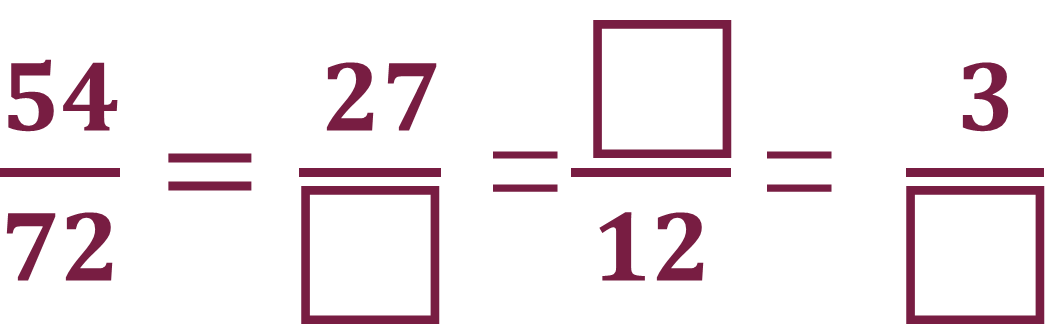 54 = 27 = □ = 3
72 □ 12 □